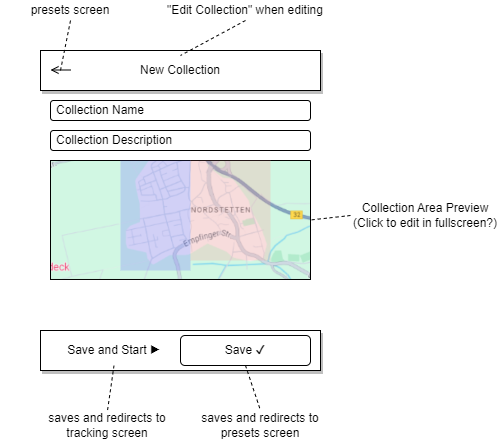 presets screen
"Edit Collection" when editing
New Collection
Collection Name
Collection Description
NORDSTETTEN
32
Empfinger Str.
deck
Collection Area Preview
(Click to edit in fullscreen?)
Save and Start ▶
Save ✓
saves and redirects to
tracking screen
saves and redirects to
presets screen